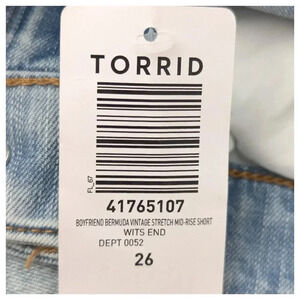 TORRID
FL_67
41765107
BOYFRIEND BERMUDA VINTAGE STRETCH MID-RISE SHORT
WITS END
DEPT 0052
26